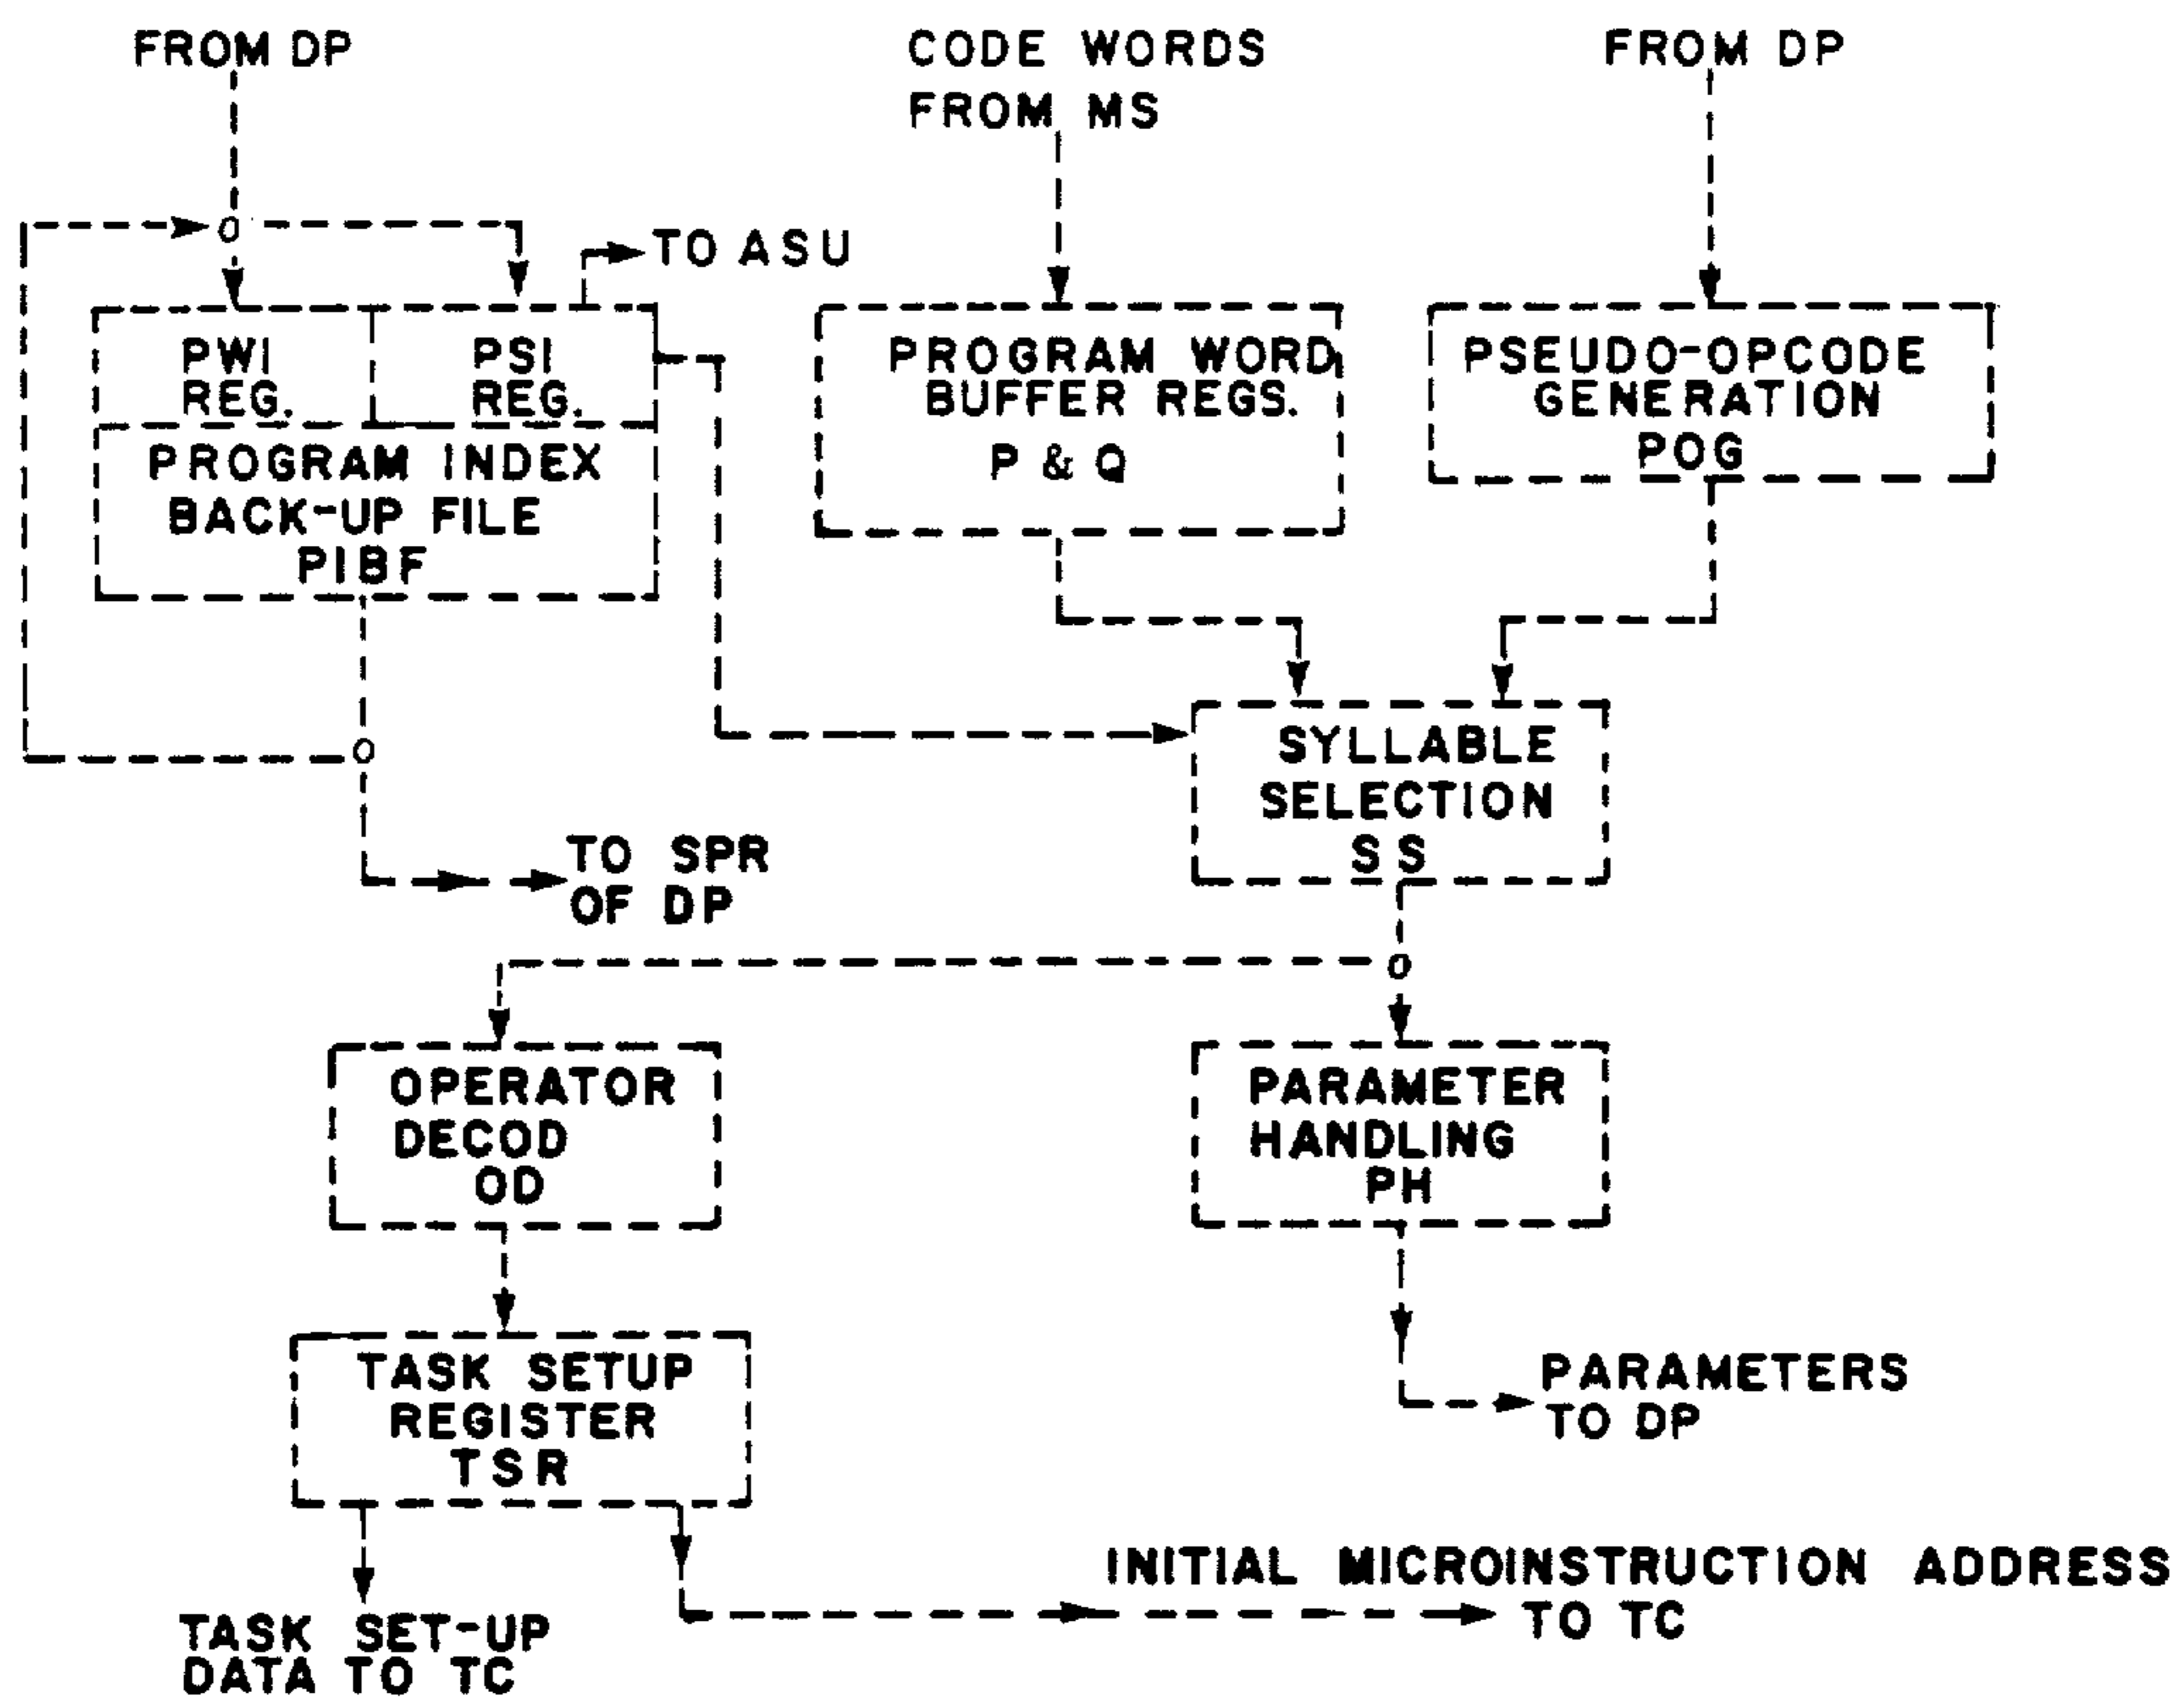 FROM DP
CODE WORDS
FROM MS
FROM DP
TO ASU
PWI
REG.
PSI
REG.
PROGRAM INDEX
BACK-UP FILE
PIBF
PROGRAM WORD
BUFFER REGS.
P & Q
PSEUDO-OPCODE
GENERATION
POG
SYLLABLE
SELECTION
SS
TO SPR
OF DP
OPERATOR
DECOD
OD
PARAMETER
HANDLING
PH
TASK SETUP
REGISTER
TSR
PARAMETERS
TO DP
INITIAL MICROINSTRUCTION ADDRESS
TO TC
TASK SET-UP
DATA TO TC